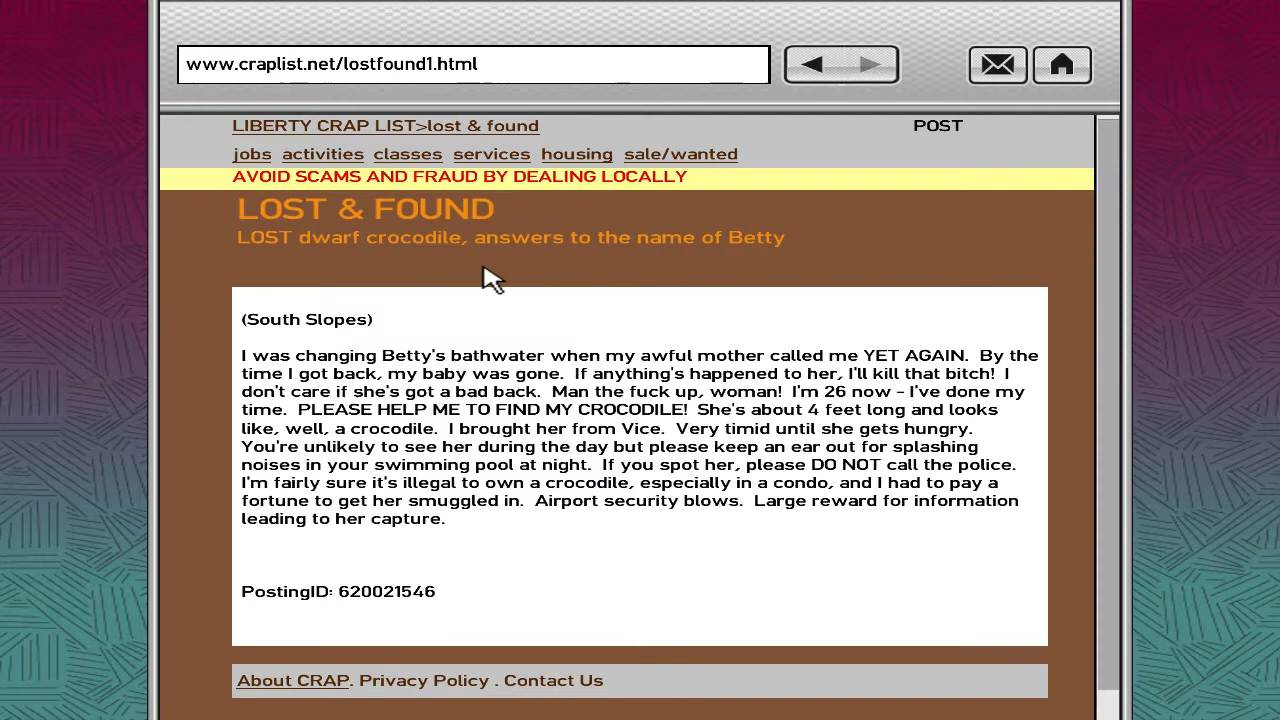 www.craplist.net/lostfound1.html
LIBERTY CRAP LIST>lost & found POST
jobs activities classes services housing sale/wanted
AVOID SCAMS AND FRAUD BY DEALING LOCALLY
LOST & FOUND
LOST dwarf crocodile, answers to the name of Betty
(South Slopes)
I was changing Betty's bathwater when my awful mother called me YET AGAIN. By the
time I got back, my baby was gone. If anything's happened to her, I'll kill that bitch! I
don't care if she's got a bad back. Man the fuck up, woman! I'm 26 now - I've done my
time. PLEASE HELP ME TO FIND MY CROCODILE! She's about 4 feet long and looks
like, well, a crocodile. I brought her from Vice. Very timid until she gets hungry.
You're unlikely to see her during the day but please keep an ear out for splashing
noises in your swimming pool at night. If you spot her, please DO NOT call the police.
I'm fairly sure it's illegal to own a crocodile, especially in a condo, and I had to pay a
fortune to get her smuggled in. Airport security blows. Large reward for information
leading to her capture.
PostingID: 620021546
About CRAP. Privacy Policy . Contact Us